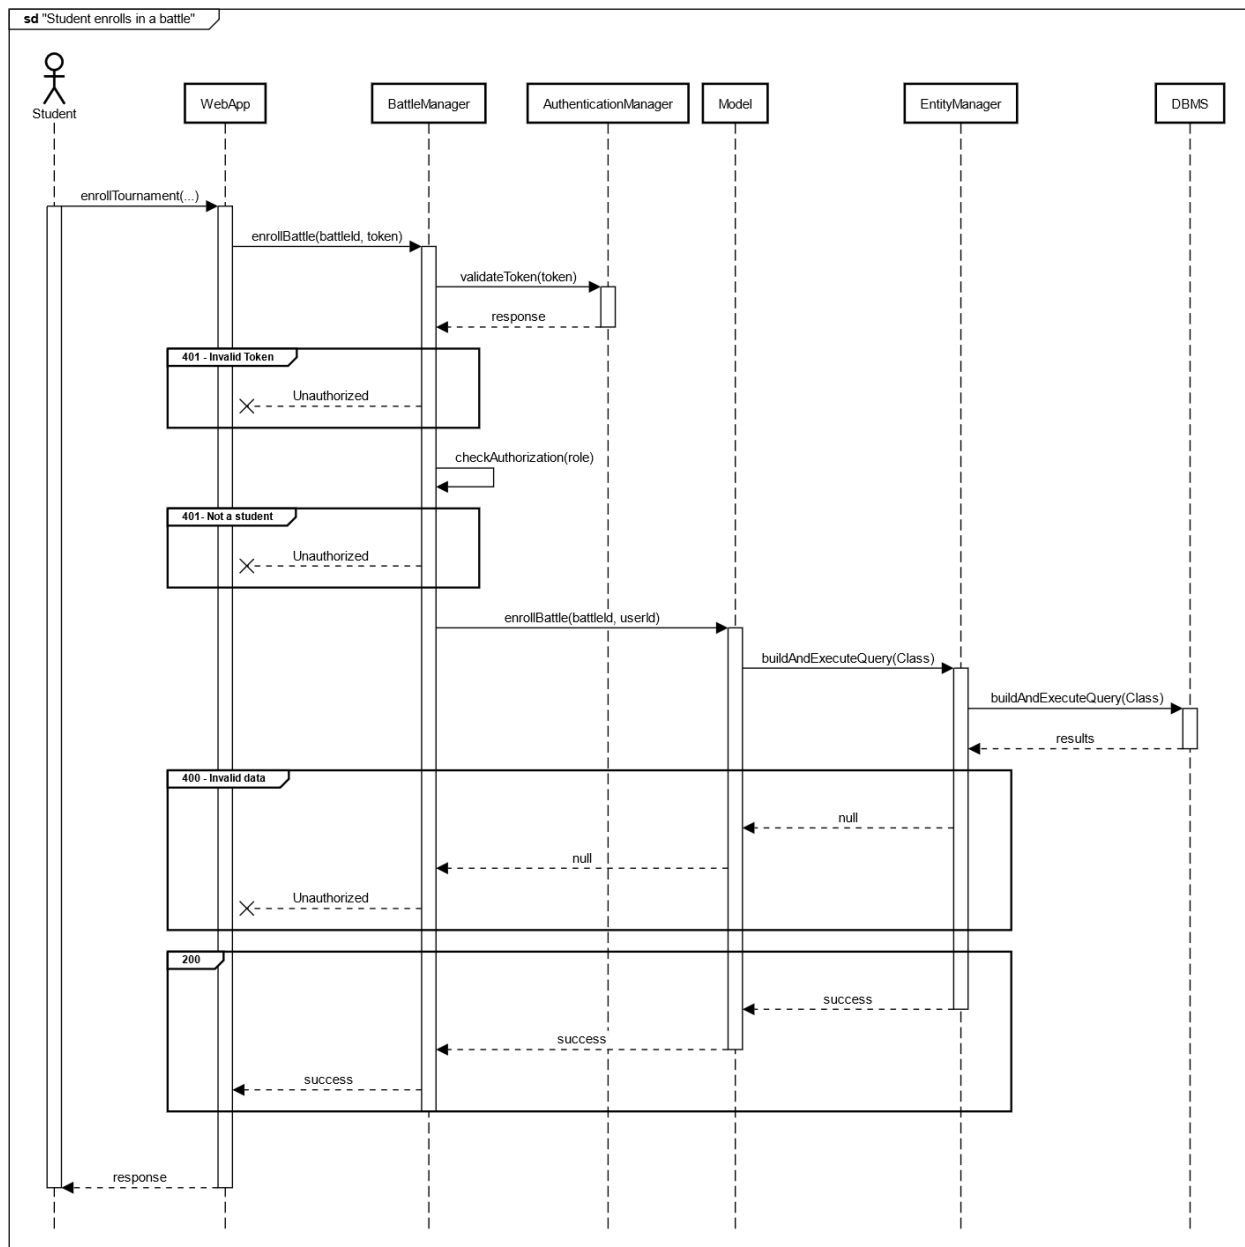 sd "Student enrolls in a battle"
Student
WebApp
BattleManager
AuthenticationManager
Model
EntityManager
DBMS
enrollTournament(...)
enrollBattle(battleId, token)
validateToken(token)
response
401 - Invalid Token
Unauthorized
checkAuthorization(role)
401- Not a student
Unauthorized
enrollBattle(battleId, userId)
buildAndExecuteQuery(Class)
buildAndExecuteQuery(Class)
results
400 - Invalid data
null
null
Unauthorized
200
success
success
success
response